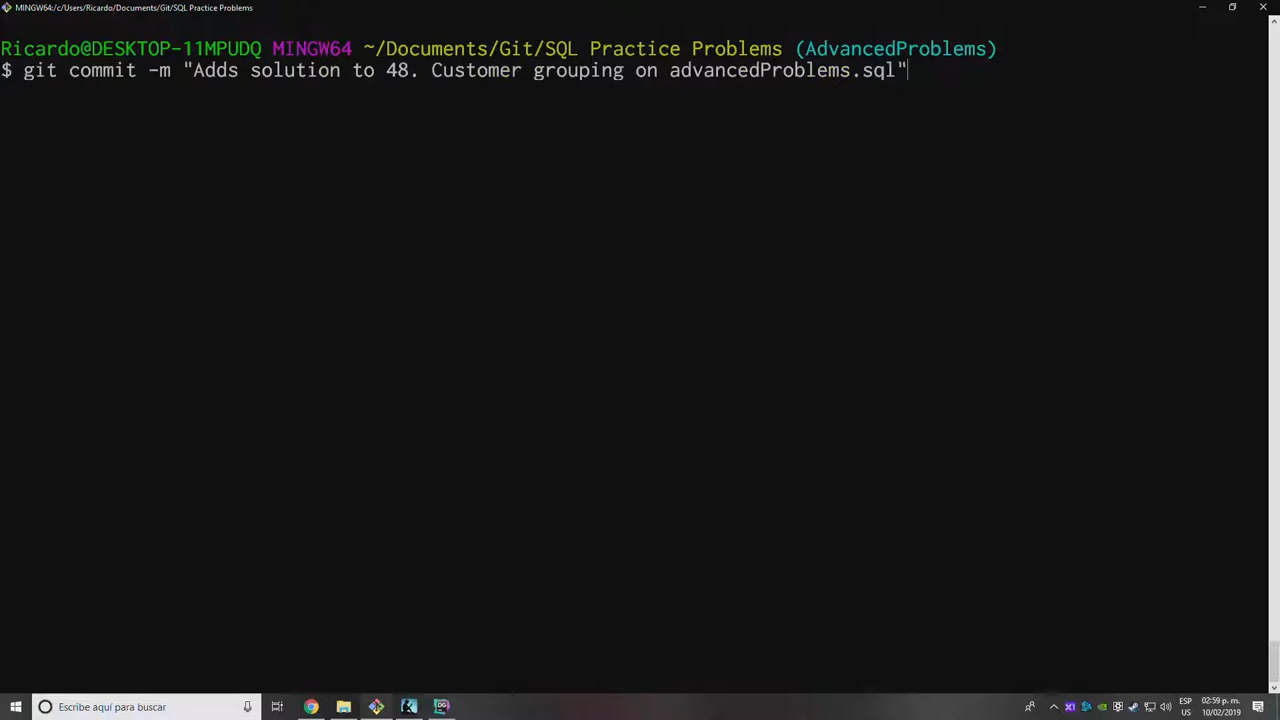 MINGW64:/c/Users/Ricardo/Documents/Git/SQL Practice Problems
Ricardo@DESKTOP-11MPUDQ MINGW64 ~/Documents/Git/SQL Practice Problems (AdvancedProblems)
$ git commit -m "Adds solution to 48. Customer grouping on advancedProblems.sql"
Escribe aquí para buscar
DG
ESP
US
02:59 p. m.
10/02/2019